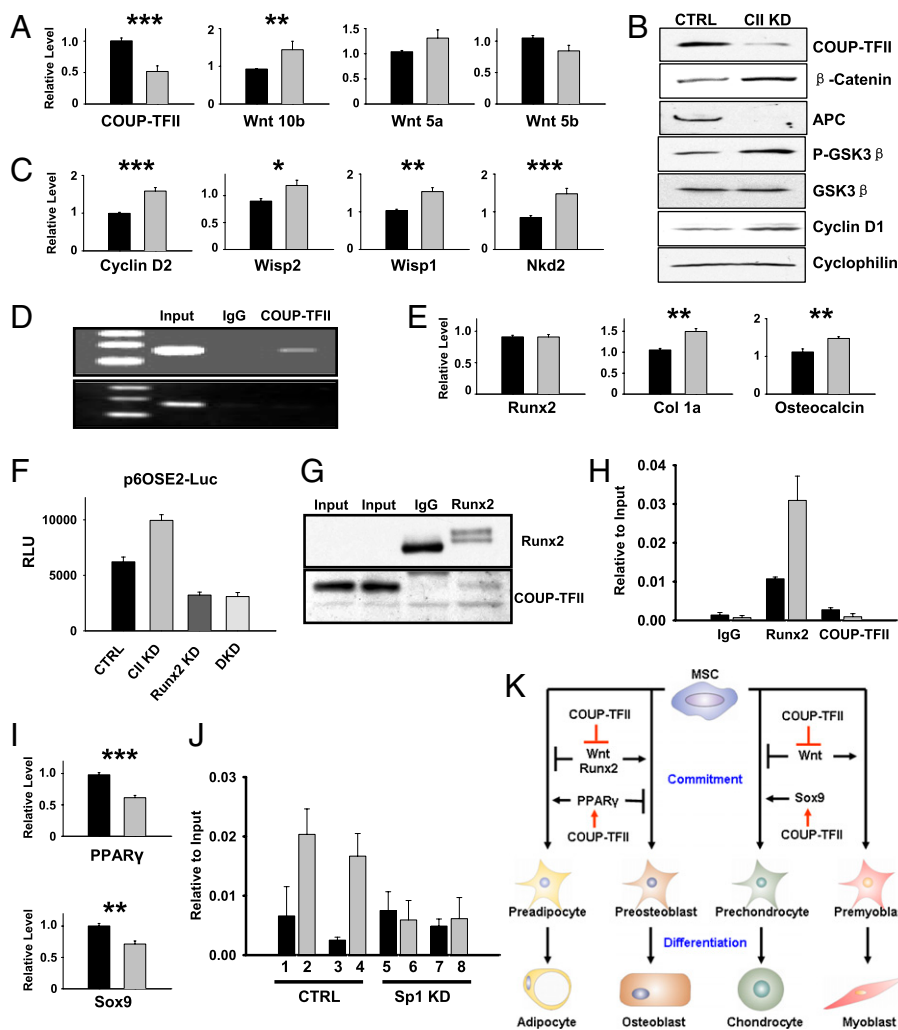 A
Relative Level
1.0
0.5
0
***
COUP-TFII
2
1
0
**
Wnt 10b
1.0
0.5
0
Wnt 5a
1.0
0.5
0
Wnt 5b
B
CTRL CII KD
COUP-TFII
β-Catenin
APC
P-GSK3β
GSK3β
Cyclin D1
Cyclophilin
C
Relative Level
2
1
0
***
Cyclin D2
1.5
1.0
0.5
0
*
Wisp2
2
1
0
**
Wisp1
2
1
0
***
Nkd2
D
Input IgG COUP-TFII
E
Relative Level
1.0
0.5
0
Runx2
1.5
1.0
0.5
0
**
Col 1a
2
1
0
**
Osteocalcin
F
p6OSE2-Luc
RLU
10000
5000
0
CTRL
CII KD
Runx2 KD
DKD
G
Input Input IgG Runx2
Runx2
COUP-TFII
H
Relative to Input
0.04
0.03
0.02
0.01
0.00
IgG Runx2 COUP-TFII
I
Relative Level
1.0
0.5
0
***
PPARγ
Relative Level
1.0
0.5
0
**
Sox9
J
Relative to Input
0.03
0.02
0.01
0.00
1 2 3 4 5 6 7 8
CTRL Sp1 KD
K
MSC
COUP-TFII
Wnt
Runx2
COUP-TFII
Wnt
Commitment
PPARγ
COUP-TFII
Sox9
COUP-TFII
Preadipocyte Preosteoblast Prechondrocyte Premyobla
Differentiation
Adipocyte Osteoblast Chondrocyte Myoblast